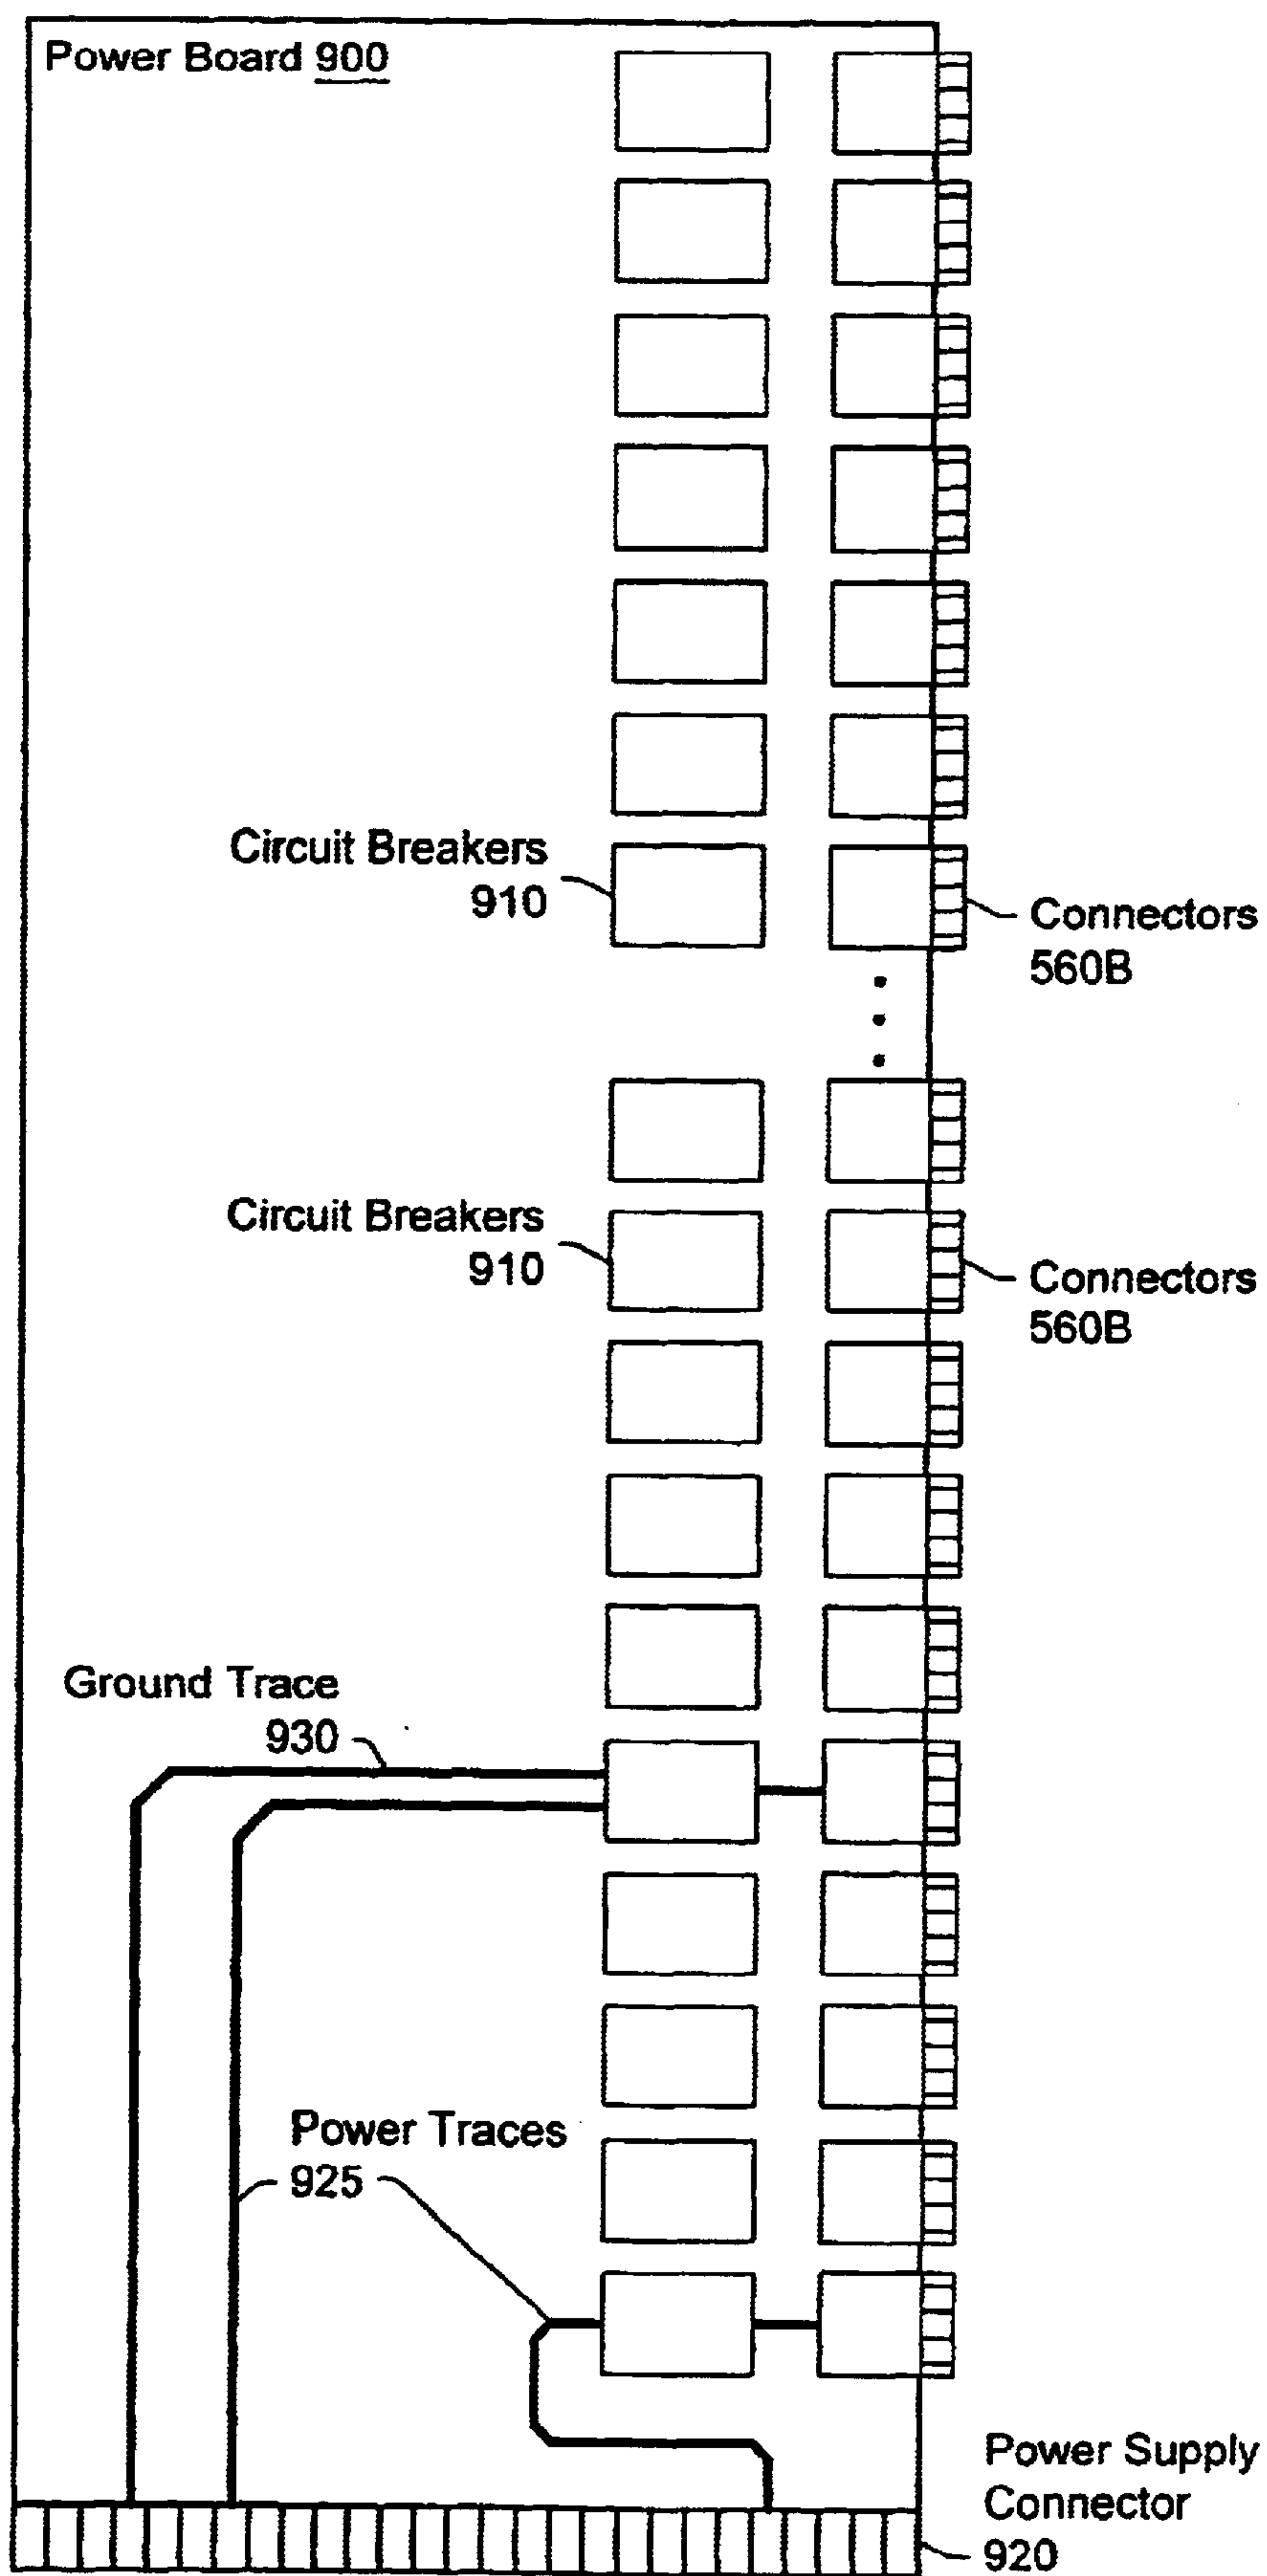 Power Board 900
Circuit Breakers
910
Connectors
560B
Circuit Breakers
910
Connectors
560B
Ground Trace
930
Power Traces
925
Power Supply
Connector
920